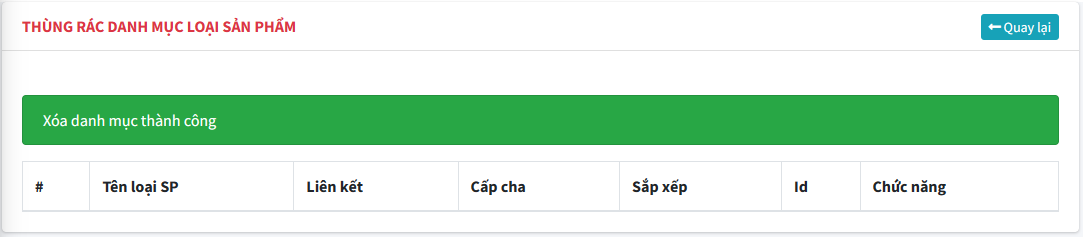 THÙNG RÁC DANH MỤC LOẠI SẢN PHẨM
Quay lại
Xóa danh mục thành công
# Tên loại SP Liên kết Cấp cha Sắp xếp Id Chức năng